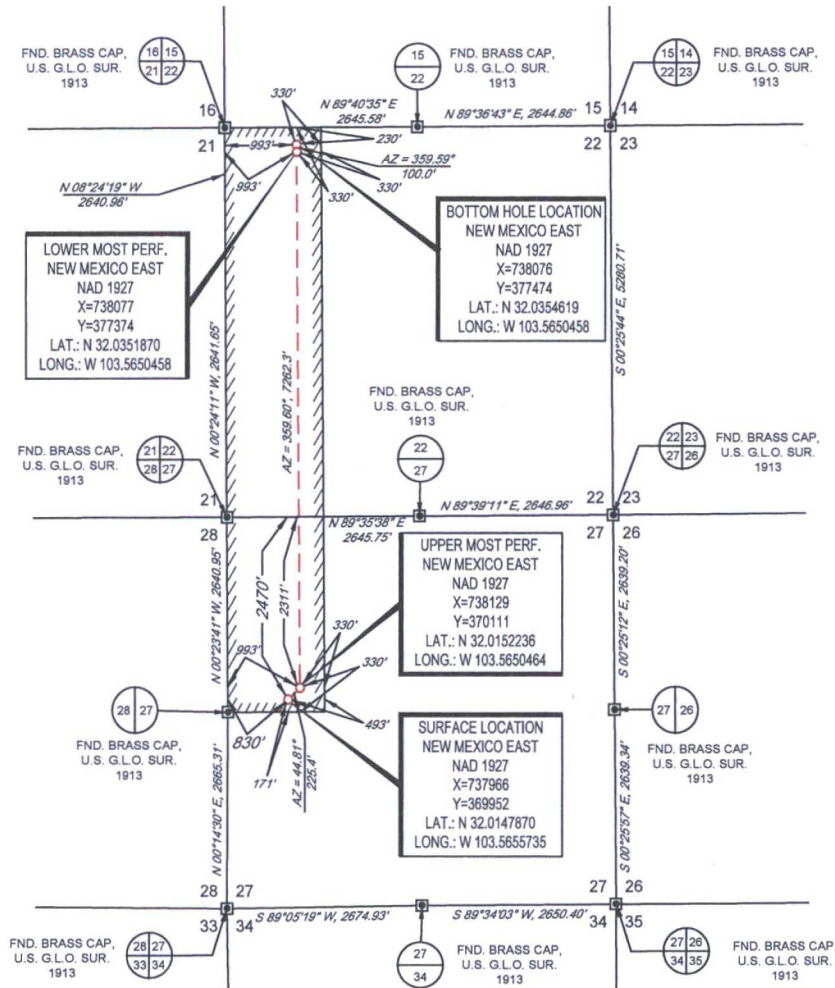 FND. BRASS CAP,
U.S. G.L.O. SUR.
1913
16 15
21 22
15
22
FND. BRASS CAP,
U.S. G.L.O. SUR.
1913
15 14
22 23
FND. BRASS CAP,
U.S. G.L.O. SUR.
1913
16
330'
N 89°40'35" E
2645.58'
N 89°36'43" E, 2644.86'
15
14
21
993'
230'
22
23
AZ = 359.59°
100.0'
N 08°24'19" W
2640.96'
993'
330'
330'
LOWER MOST PERF.
NEW MEXICO EAST
NAD 1927
X=738077
Y=377374
LAT.: N 32.0351870
LONG.: W 103.5650458
BOTTOM HOLE LOCATION
NEW MEXICO EAST
NAD 1927
X=738076
Y=377474
LAT.: N 32.0354619
LONG.: W 103.5650458
S 00°25'44" E, 5280.71'
N 00°24'11" W, 2641.65'
AZ = 359.60°, 7262.3'
FND. BRASS CAP,
U.S. G.L.O. SUR.
1913
22
27
FND. BRASS CAP,
U.S. G.L.O. SUR.
1913
21 22
28 27
22 23
27 26
FND. BRASS CAP,
U.S. G.L.O. SUR.
1913
21
N 89°39'11" E, 2646.96'
22
23
28
N 89°35'38" E
2645.75'
27
26
N 00°23'41" W, 2640.95'
2470'
2311'
UPPER MOST PERF.
NEW MEXICO EAST
NAD 1927
X=738129
Y=370111
LAT.: N 32.0152236
LONG.: W 103.5650464
S 00°25'12" E, 2639.20'
330'
993'
330'
28 27
FND. BRASS CAP,
U.S. G.L.O. SUR.
1913
830'
171'
AZ = 44.81°
225.4'
493'
SURFACE LOCATION
NEW MEXICO EAST
NAD 1927
X=737966
Y=369952
LAT.: N 32.0147870
LONG.: W 103.5655735
27 26
FND. BRASS CAP,
U.S. G.L.O. SUR.
1913
N 00°14'30" E, 2665.31'
S 00°25'57" E, 2639.34'
28
27
27
26
33
34
S 89°05'19" W, 2674.93'
S 89°34'03" W, 2650.40'
34
35
FND. BRASS CAP,
U.S. G.L.O. SUR.
1913
28 27
33 34
27
34
FND. BRASS CAP,
U.S. G.L.O. SUR.
1913
27 26
34 35
FND. BRASS CAP,
U.S. G.L.O. SUR.
1913